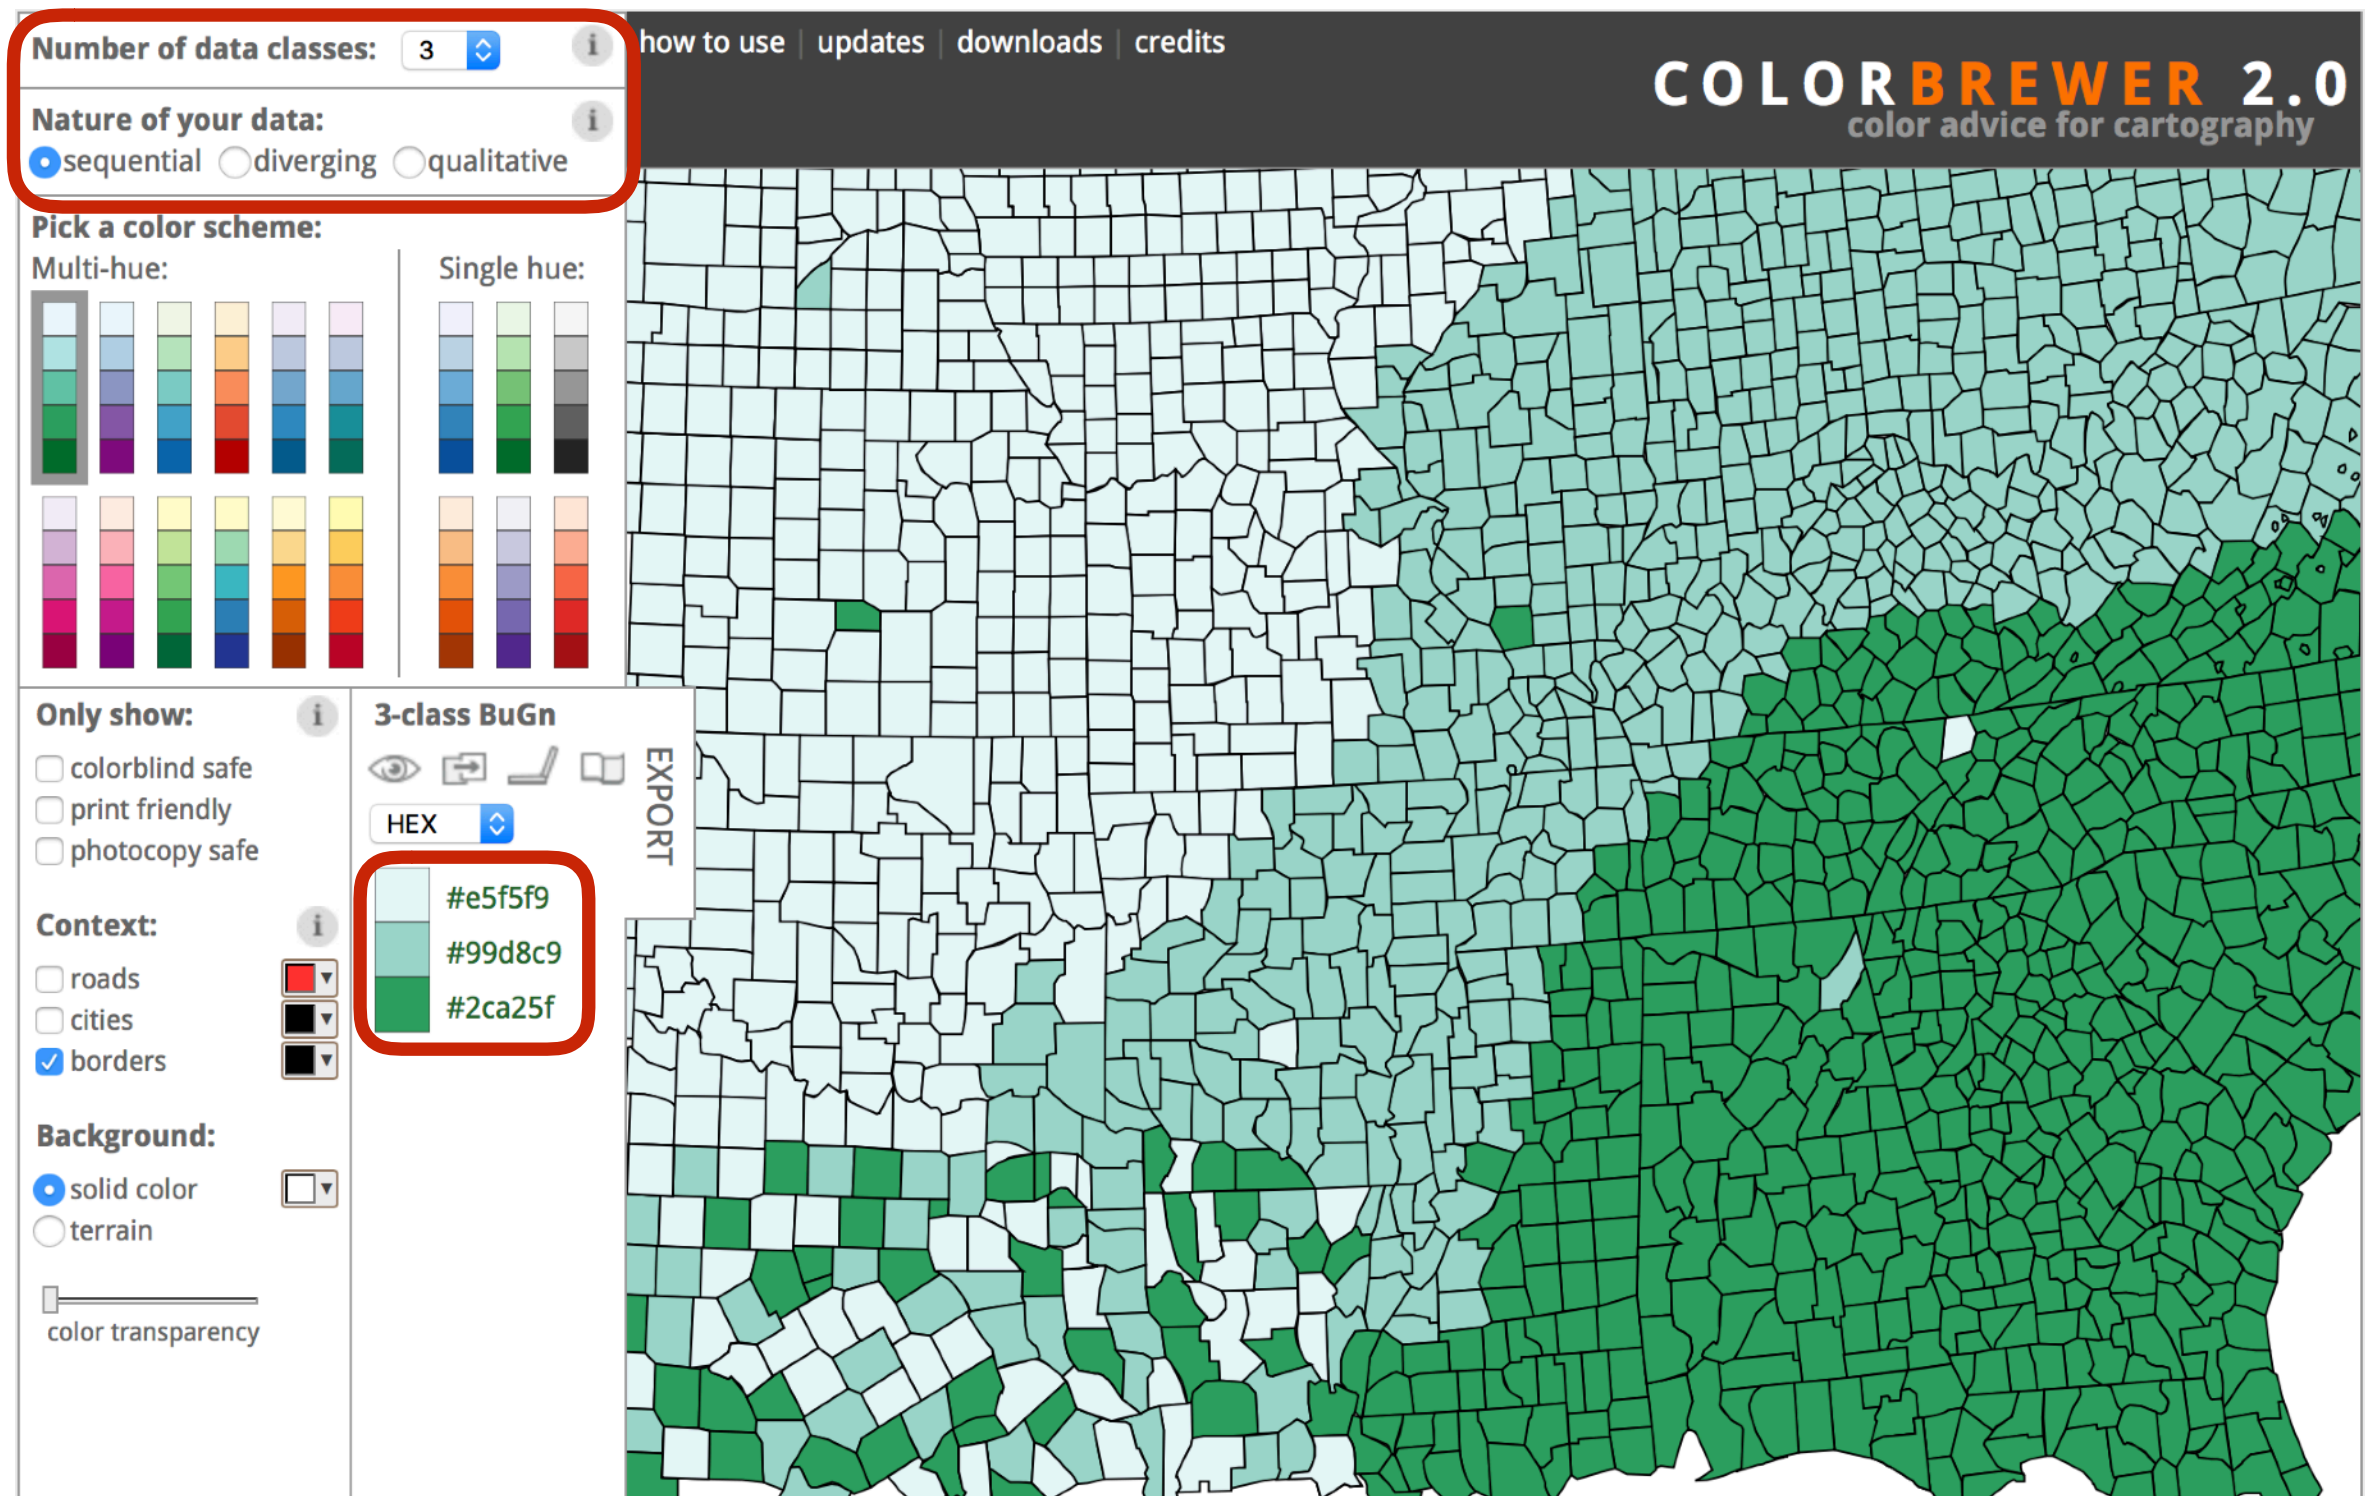 Number of data classes: 3 i
how to use | updates | downloads | credits
COLORBREWER 2.0
color advice for cartography
Nature of your data: i
sequential diverging qualitative
Pick a color scheme:
Multi-hue: Single hue:
Only show: i
colorblind safe
print friendly
photocopy safe
Context: i
roads
cities
borders
Background:
solid color
terrain
color transparency
3-class BuGn
EXPORT
HEX
#e5f5f9
#99d8c9
#2ca25f